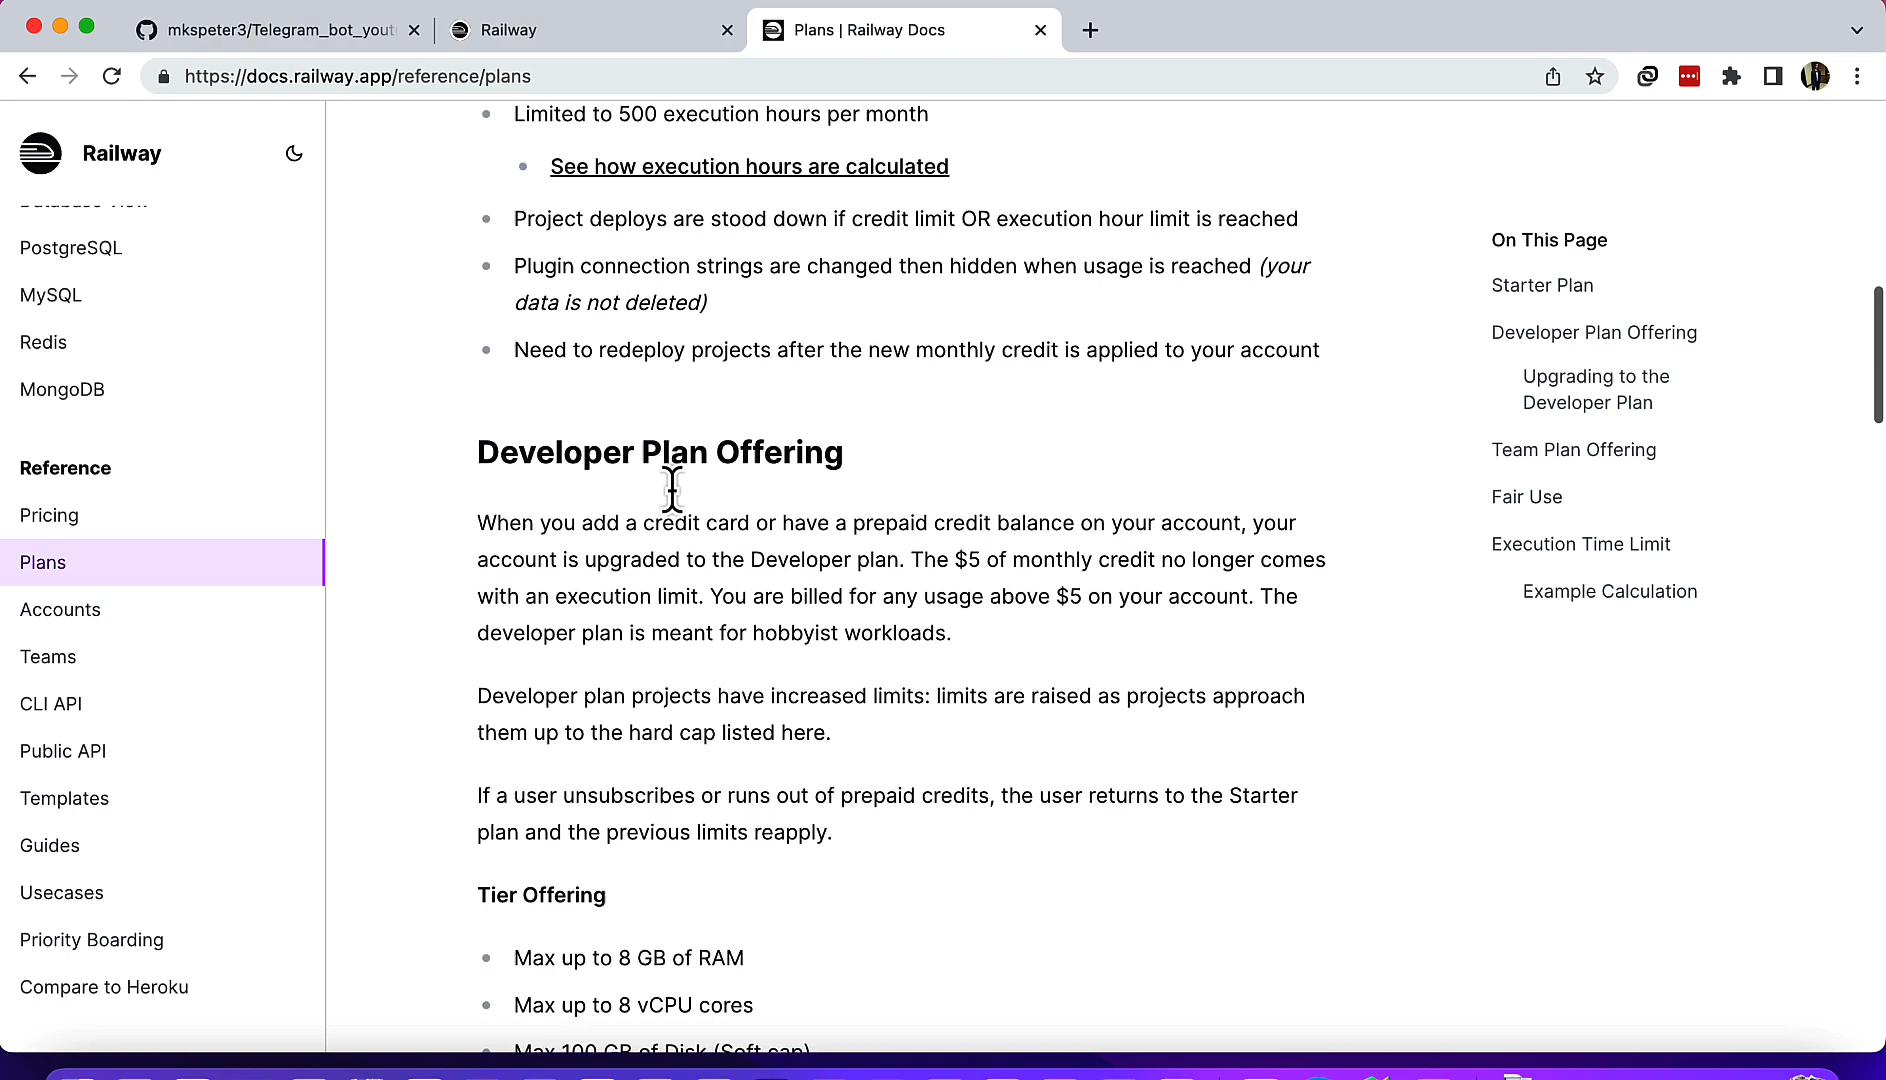 mkspeter3/Telegram_bot_yout
Railway
Plans | Railway Docs
https://docs.railway.app/reference/plans
Railway
Database View
PostgreSQL
MySQL
Redis
MongoDB
Reference
Pricing
Plans
Accounts
Teams
CLI API
Public API
Templates
Guides
Usecases
Priority Boarding
Compare to Heroku
Limited to 500 execution hours per month
See how execution hours are calculated
Project deploys are stood down if credit limit OR execution hour limit is reached
Plugin connection strings are changed then hidden when usage is reached (your
data is not deleted)
Need to redeploy projects after the new monthly credit is applied to your account
Developer Plan Offering
When you add a credit card or have a prepaid credit balance on your account, your
account is upgraded to the Developer plan. The $5 of monthly credit no longer comes
with an execution limit. You are billed for any usage above $5 on your account. The
developer plan is meant for hobbyist workloads.
Developer plan projects have increased limits: limits are raised as projects approach
them up to the hard cap listed here.
If a user unsubscribes or runs out of prepaid credits, the user returns to the Starter
plan and the previous limits reapply.
Tier Offering
Max up to 8 GB of RAM
Max up to 8 vCPU cores
Max 100 GB of Disk (Soft cap)
On This Page
Starter Plan
Developer Plan Offering
Upgrading to the
Developer Plan
Team Plan Offering
Fair Use
Execution Time Limit
Example Calculation